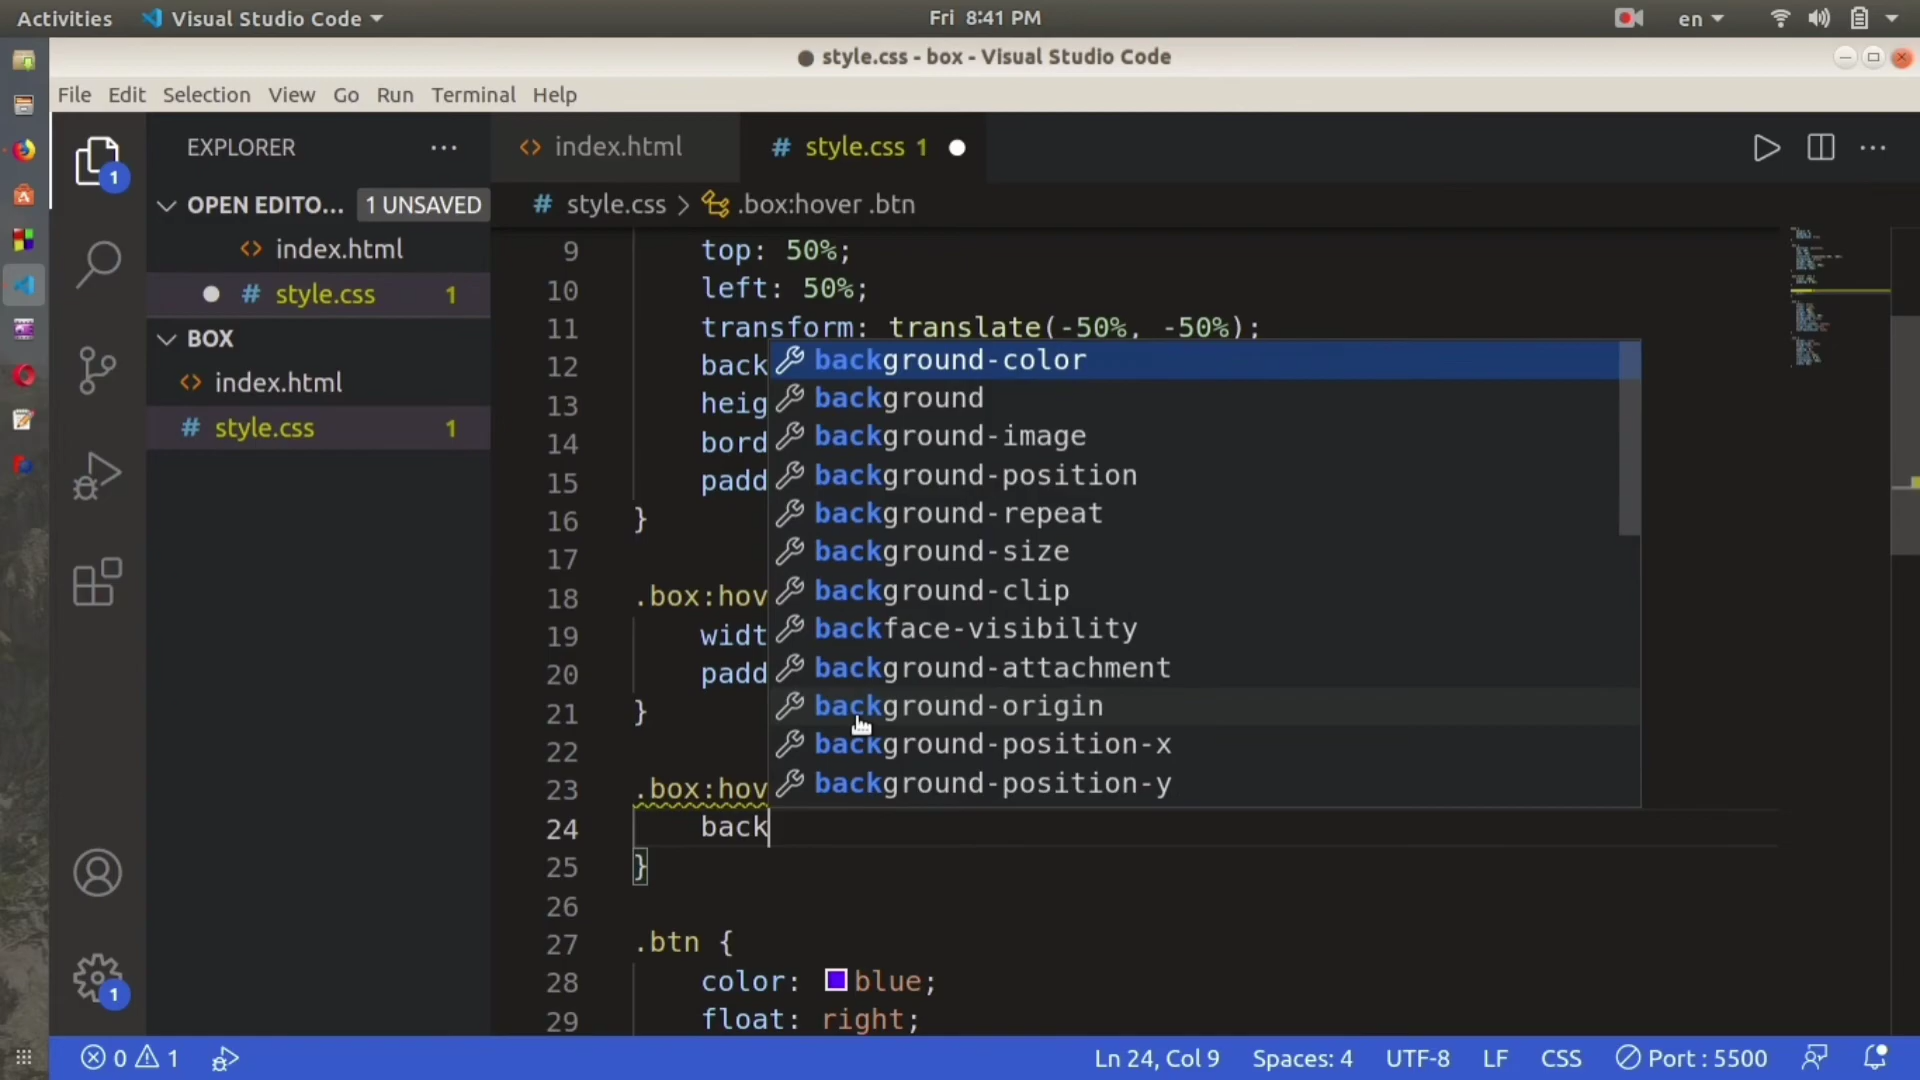 Activities Visual Studio Code Fri 8:41 PM en
style.css - box - Visual Studio Code
File Edit Selection View Go Run Terminal Help
EXPLORER ...
1
OPEN EDITO... 1 UNSAVED
index.html
# style.css 1
BOX
index.html
# style.css 1
1
index.html # style.css 1 ...
# style.css > .box:hover .btn
9 top: 50%;
10 left: 50%;
11 transform: translate(-50%, -50%);
12 back
13 heig
14 bord
15 padd
16 }
17
18 .box:hov
19 widt
20 padd
21 }
22
23 .box:hov
24 back
25 }
26
27 .btn {
28 color: blue;
29 float: right;
background-color
background
background-image
background-position
background-repeat
background-size
background-clip
backface-visibility
background-attachment
background-origin
background-position-x
background-position-y
0 1 Ln 24, Col 9 Spaces: 4 UTF-8 LF CSS Port : 5500